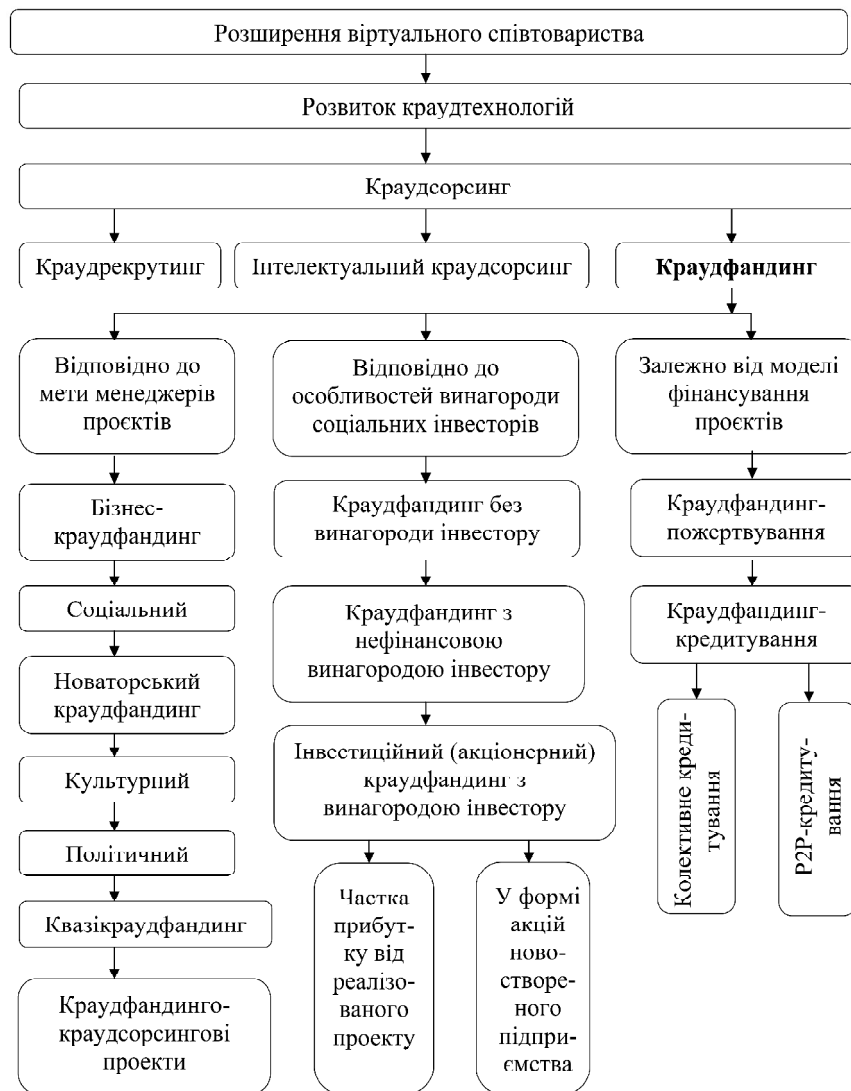 Розширення віртуального співтовариства
Розвиток краудтехнологій
Краудсорсинг
Краудрекрутинг
Інтелектуальний краудсорсинг
Краудфандинг
Відповідно до
мети менеджерів
проєктів
Бізнес-
краудфандинг
Соціальний
Новаторський
краудфандинг
Культурний
Політичний
Квазікраудфандинг
Краудфандинго-
краудсорсингові
проекти
Відповідно до
особливостей винагороди
соціальних інвесторів
Краудфандинг без
винагороди інвестору
Краудфандинг з
нефінансовою
винагородою інвестору
Інвестиційний (акціонерний)
краудфандинг з
винагородою інвестору
Частка
прибут-
ку від
реалізо-
ваного
проекту
У формі
акцій
ново-
створе-
ного
підпри-
ємства
Залежно від моделі
фінансування
проєктів
Краудфандинг-
пожертвування
Краудфандинг-
кредитування
Колективне креди-
тування
P2P-кредиту-
вання